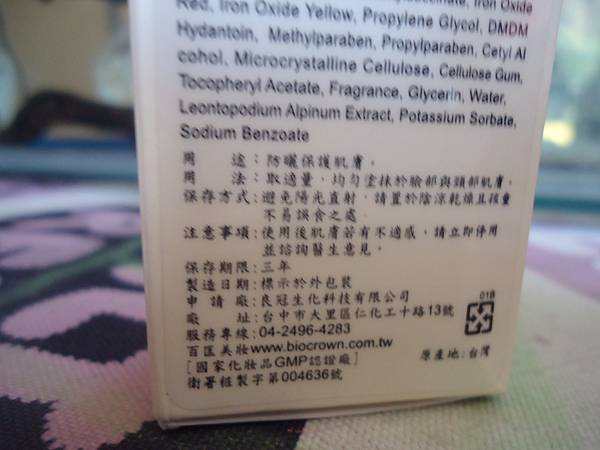 Iron Oxide
Red, Iron Oxide Yellow, Propylene Glycol, DMDM
Hydantoin, Methylparaben, Propylparaben, Cetyl Al
cohol, Microcrystalline Cellulose, Cellulose Gum,
Tocopheryl Acetate, Fragrance, Glycerin, Water,
Leontopodium Alpinum Extract, Potassium Sorbate,
Sodium Benzoate
用　途：防曬保護肌膚。
用　法：取適量，均勻塗抹於臉部與頸部肌膚。
保存方式：避免陽光直射，請置於陰涼乾燥且孩童
不易誤食之處
注意事項：使用後肌膚若有不適感，請立即停用
並諮詢醫生意見。
保存期限：三年
製造日期：標示於外包裝
申請廠：良冠生化科技有限公司
廠　址：台中市大里區仁化工十路13號
服務專線：04-2496-4283
百匡美妝www.biocrown.com.tw
[國家化妝品GMP認證廠]
衛署粧製字第004636號
01B
原產地：台灣